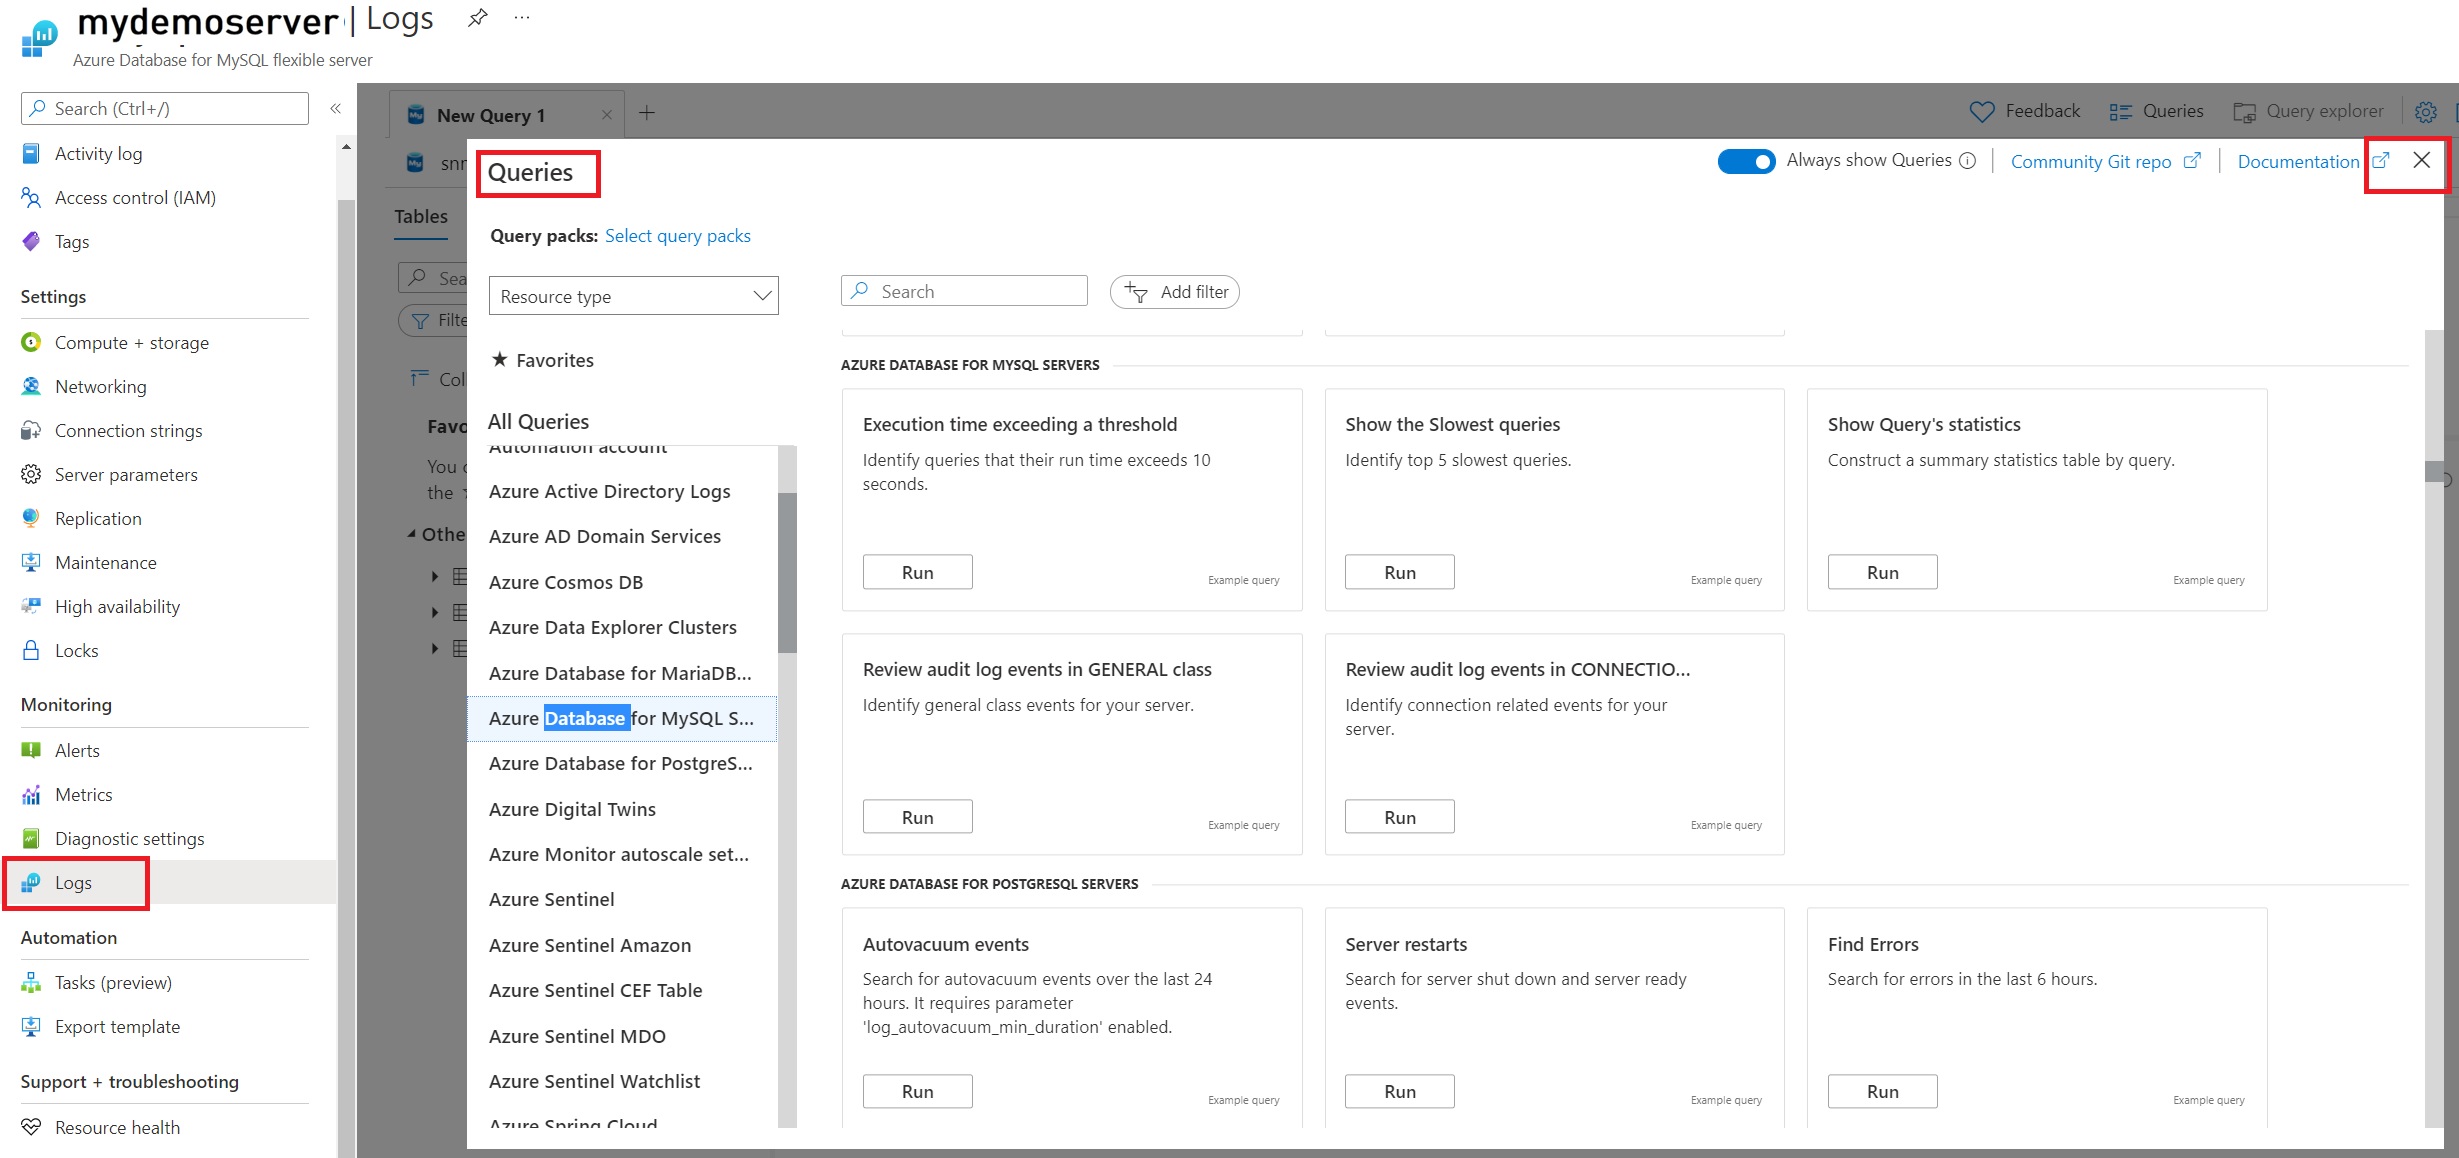 mydemoserver | Logs
Azure Database for MySQL flexible server
Search (Ctrl+/)
Activity log
Access control (IAM)
Tags
Settings
Compute + storage
Networking
Connection strings
Server parameters
Replication
Maintenance
High availability
Locks
Monitoring
Alerts
Metrics
Diagnostic settings
Logs
Automation
Tasks (preview)
Export template
Support + troubleshooting
Resource health
New Query 1
Feedback
Queries
Query explorer
Tables
Queries
Always show Queries
Community Git repo
Documentation
Query packs: Select query packs
Resource type
Search
Add filter
Favorites
All Queries
Automation account
Azure Active Directory Logs
Azure AD Domain Services
Azure Cosmos DB
Azure Data Explorer Clusters
Azure Database for MariaDB...
Azure Database for MySQL S...
Azure Database for PostgreS...
Azure Digital Twins
Azure Monitor autoscale set...
Azure Sentinel
Azure Sentinel Amazon
Azure Sentinel CEF Table
Azure Sentinel MDO
Azure Sentinel Watchlist
Azure Spring Cloud
AZURE DATABASE FOR MYSQL SERVERS
Execution time exceeding a threshold
Identify queries that their run time exceeds 10
seconds.
Run
Example query
Show the Slowest queries
Identify top 5 slowest queries.
Run
Example query
Show Query's statistics
Construct a summary statistics table by query.
Run
Example query
Review audit log events in GENERAL class
Identify general class events for your server.
Run
Example query
Review audit log events in CONNECTIO...
Identify connection related events for your
server.
Run
Example query
AZURE DATABASE FOR POSTGRESQL SERVERS
Autovacuum events
Search for autovacuum events over the last 24
hours. It requires parameter
'log_autovacuum_min_duration' enabled.
Run
Example query
Server restarts
Search for server shut down and server ready
events.
Run
Example query
Find Errors
Search for errors in the last 6 hours.
Run
Example query